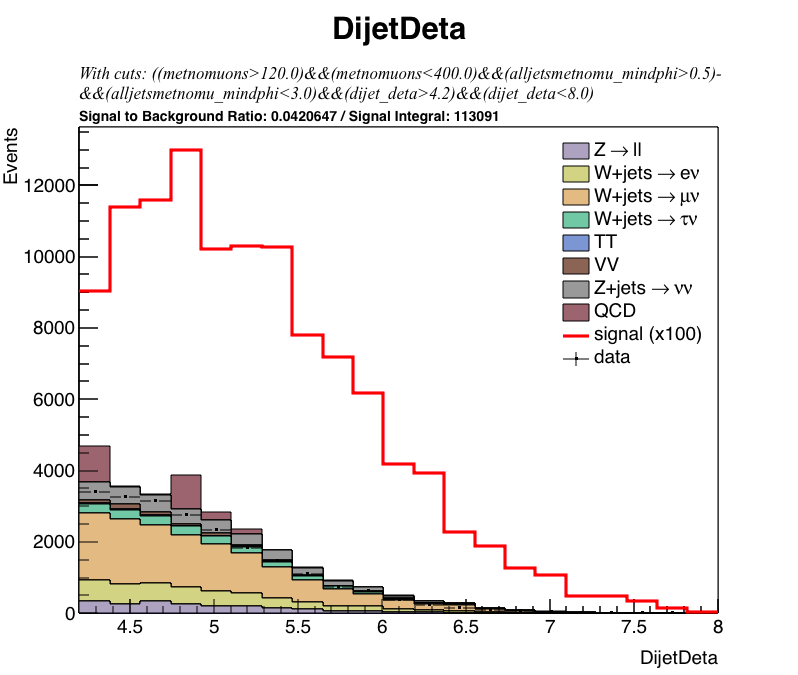 DijetDeta
With cuts: ((metnomuons>120.0)&&(metnomuons<400.0)&&(alljetsmetnomu_mindphi>0.5)-
&&(alljetsmetnomu_mindphi<3.0)&&(dijet_deta>4.2)&&(dijet_deta<8.0)
Signal to Background Ratio: 0.0420647 / Signal Integral: 113091
Events
12000
10000
8000
6000
4000
2000
0
Z → ll
W+jets → eν
W+jets → μν
W+jets → τν
TT
VV
Z+jets → νν
QCD
signal (x100)
data
4.5 5 5.5 6 6.5 7 7.5 8
DijetDeta